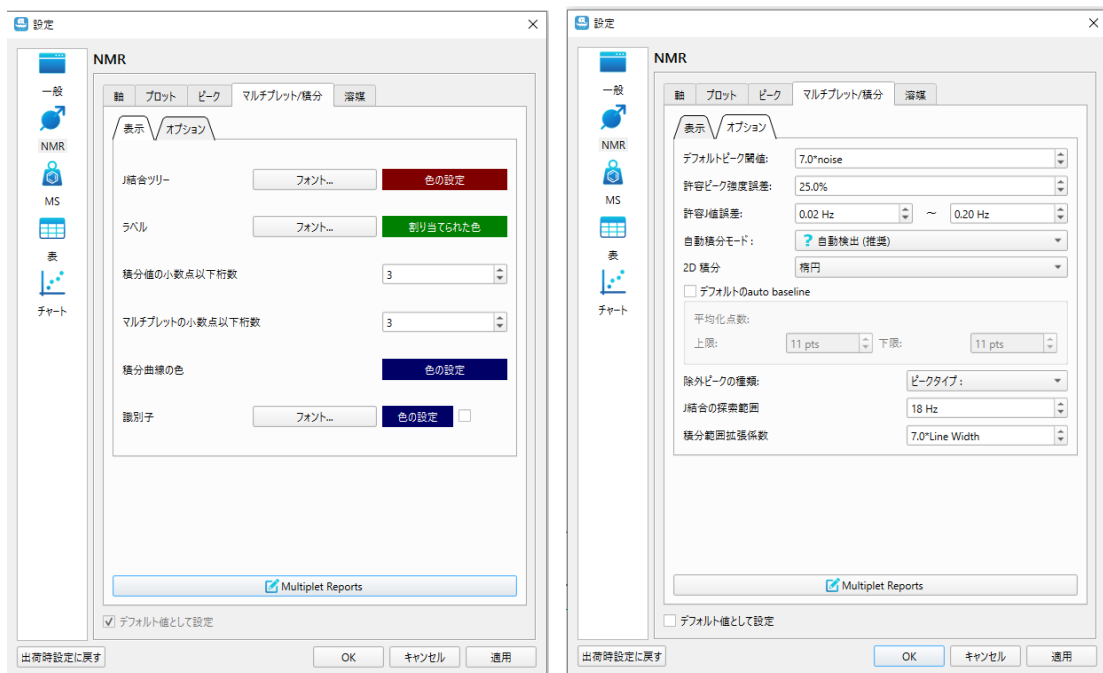 設定
NMR
一般
NMR
MS
表
チャート
軸 プロット ピーク マルチプレット/積分 溶媒
表示 オプション
J結合ツリー フォント... 色の設定
ラベル フォント... 割り当てられた色
積分値の小数点以下桁数 3
マルチプレットの小数点以下桁数 3
積分曲線の色 色の設定
識別子 フォント... 色の設定
Multiplet Reports
デフォルト値として設定
出荷時設定に戻す OK キャンセル 適用
設定
NMR
一般
NMR
MS
表
チャート
軸 プロット ピーク マルチプレット/積分 溶媒
表示 オプション
デフォルトピーク閾値: 7.0*noise
許容ピーク強度誤差: 25.0%
許容J値誤差: 0.02 Hz ～ 0.20 Hz
自動積分モード: ? 自動検出 (推奨)
2D 積分 楕円
デフォルトのauto baseline
平均化点数:
上限: 11 pts 下限: 11 pts
除外ピークの種類: ピークタイプ:
J結合の探索範囲 18 Hz
積分範囲拡張係数 7.0*Line Width
Multiplet Reports
デフォルト値として設定
出荷時設定に戻す OK キャンセル 適用